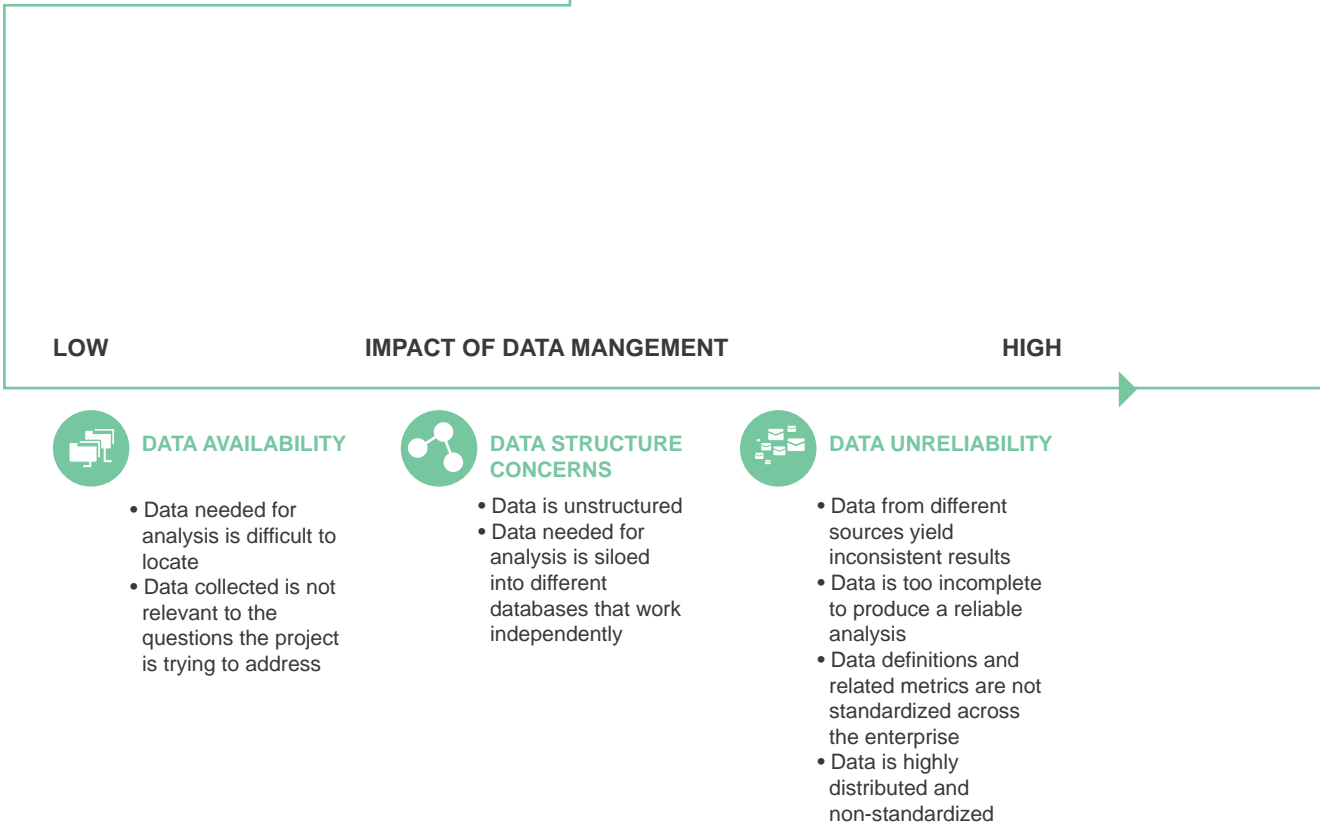 LOW IMPACT OF DATA MANGEMENT HIGH
DATA AVAILABILITY
• Data needed for
analysis is difficult to
locate
• Data collected is not
relevant to the
questions the project
is trying to address
DATA STRUCTURE
CONCERNS
• Data is unstructured
• Data needed for
analysis is siloed
into different
databases that work
independently
DATA UNRELIABILITY
• Data from different
sources yield
inconsistent results
• Data is too incomplete
to produce a reliable
analysis
• Data definitions and
related metrics are not
standardized across
the enterprise
• Data is highly
distributed and
non-standardized